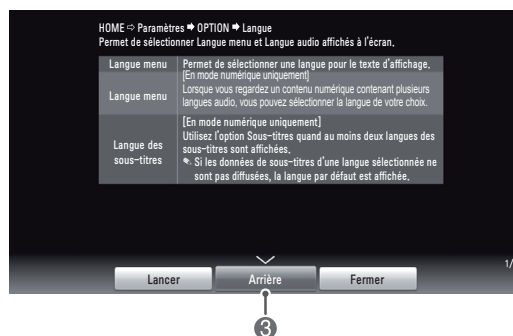 HOME ⇨ Paramètres ➡ OPTION ➡ Langue
Permet de sélectionner Langue menu et Langue audio affichés à l'écran.
Langue menu
Permet de sélectionner une langue pour le texte d'affichage.
Langue menu
[En mode numérique uniquement]
Lorsque vous regardez un contenu numérique contenant plusieurs
langues audio, vous pouvez sélectionner la langue de votre choix.
Langue des
sous-titres
[En mode numérique uniquement]
Utilisez l'option Sous-titres quand au moins deux langues des
sous-titres sont affichées.
✎ Si les données de sous-titres d'une langue sélectionnée ne
sont pas diffusées, la langue par défaut est affichée.
1/
Lancer
Arrière
Fermer
3